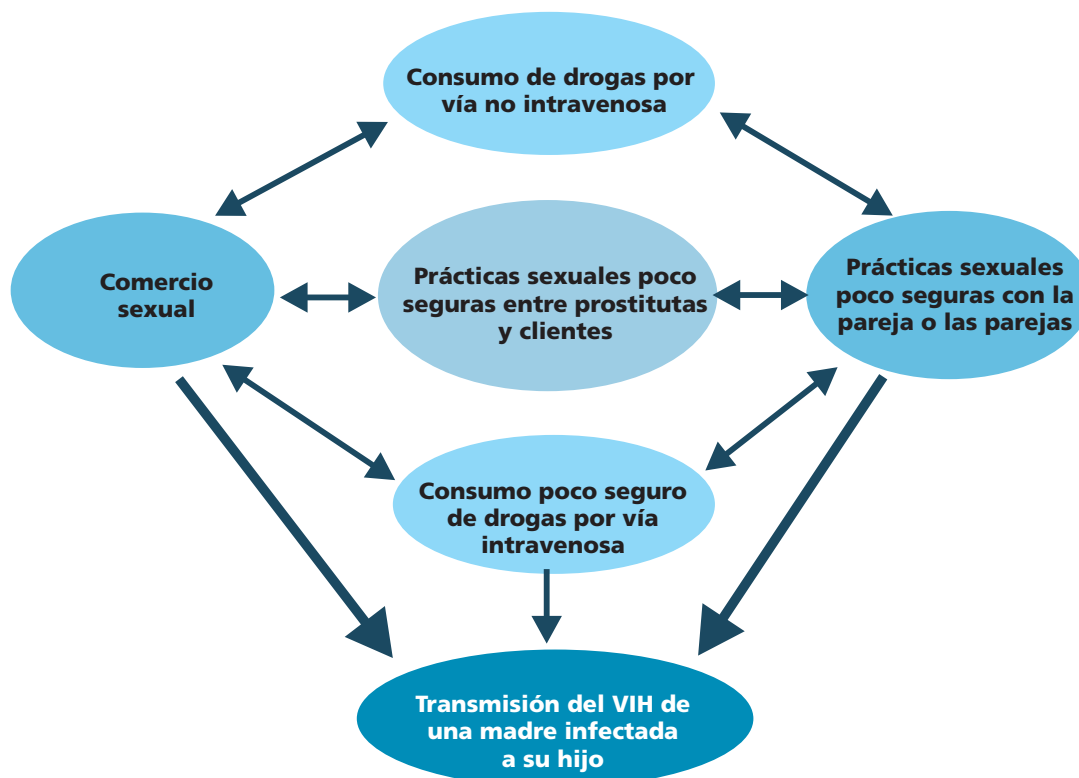 Consumo de drogas por
vía no intravenosa
Comercio
sexual
Prácticas sexuales poco
seguras entre prostitutas
y clientes
Prácticas sexuales
poco seguras con la
pareja o las parejas
Consumo poco seguro
de drogas por vía
intravenosa
Transmisión del VIH de
una madre infectada
a su hijo